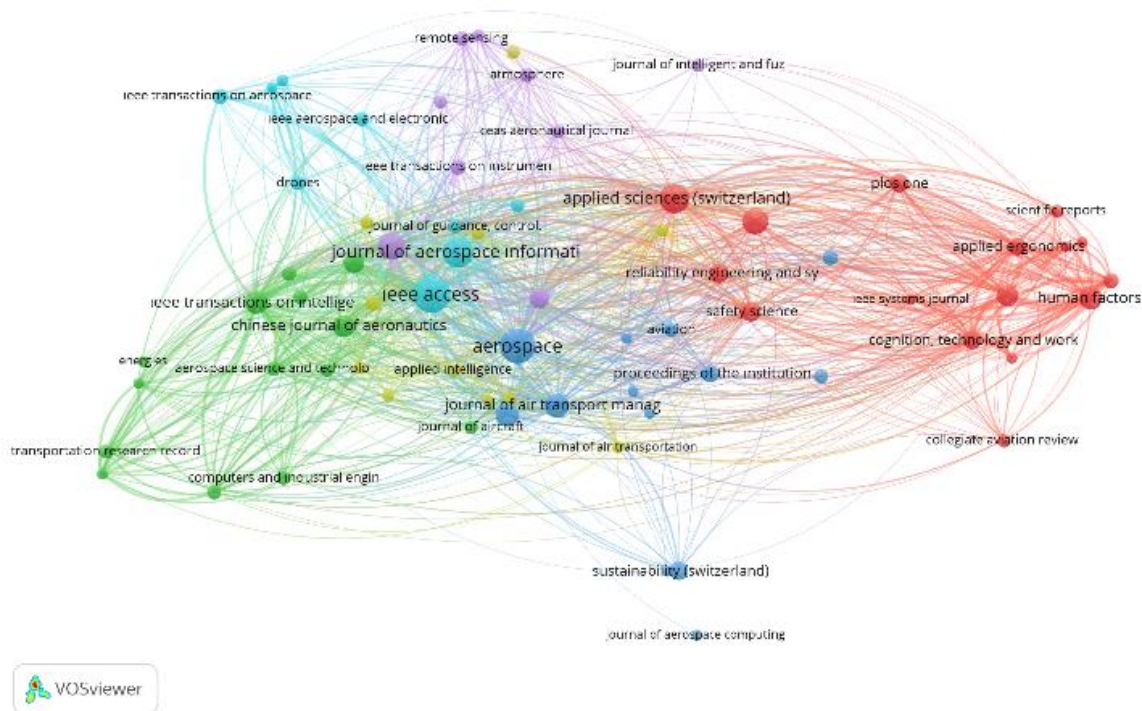 remote sensing
journal of intelligent and fuz
atmosphere
ieee transactions on aerospace
ieee aerospace and electronic
ceas aeronautical journal
ieee transactions on instrumen
drones
plos one
applied sciences (switzerland)
scientific reports
journal of guidance, control,
applied ergonomics
journal of aerospace informati
reliability engineering and sy
ieee access
ieee systems journal
human factors
ieee transactions on intellige
safety science
chinese journal of aeronautics
aviation
cognition, technology and work
aerospace
energies
aerospace science and technolo
applied intelligence
proceedings of the institution
journal of air transport manag
journal of aircraft
collegiate aviation review
journal of air transportation
transportation research record
computers and industrial engin
sustainability (switzerland)
journal of aerospace computing
VOSviewer